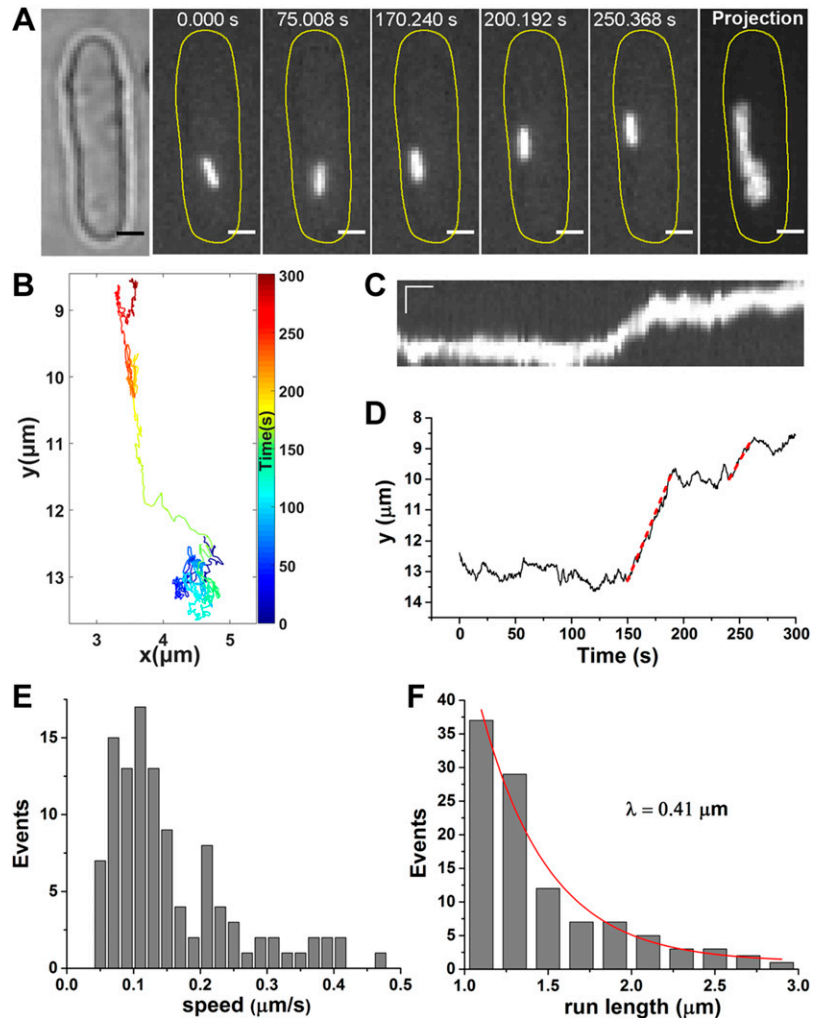 A
0.000 s 75.008 s 170.240 s 200.192 s 250.368 s Projection
B
9
10
11
12
13
y(μm)
3 4 5
x(μm)
300
250
200
150
100
50
0
Time(s)
C
D
8
9
10
11
12
13
14
y (μm)
0 50 100 150 200 250 300
Time (s)
E
15
10
5
0
Events
0.0 0.1 0.2 0.3 0.4 0.5
speed (μm/s)
F
40
35
30
25
20
15
10
5
0
Events
λ = 0.41 μm
1.0 1.5 2.0 2.5 3.0
run length (μm)